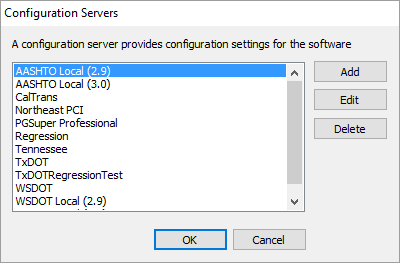 Configuration Servers
A configuration server provides configuration settings for the software
AASHTO Local (2.9)
AASHTO Local (3.0)
CalTrans
Northeast PCI
PGSuper Professional
Regression
Tennessee
TxDOT
TxDOTRegressionTest
WSDOT
WSDOT Local (2.9)
Add
Edit
Delete
OK
Cancel